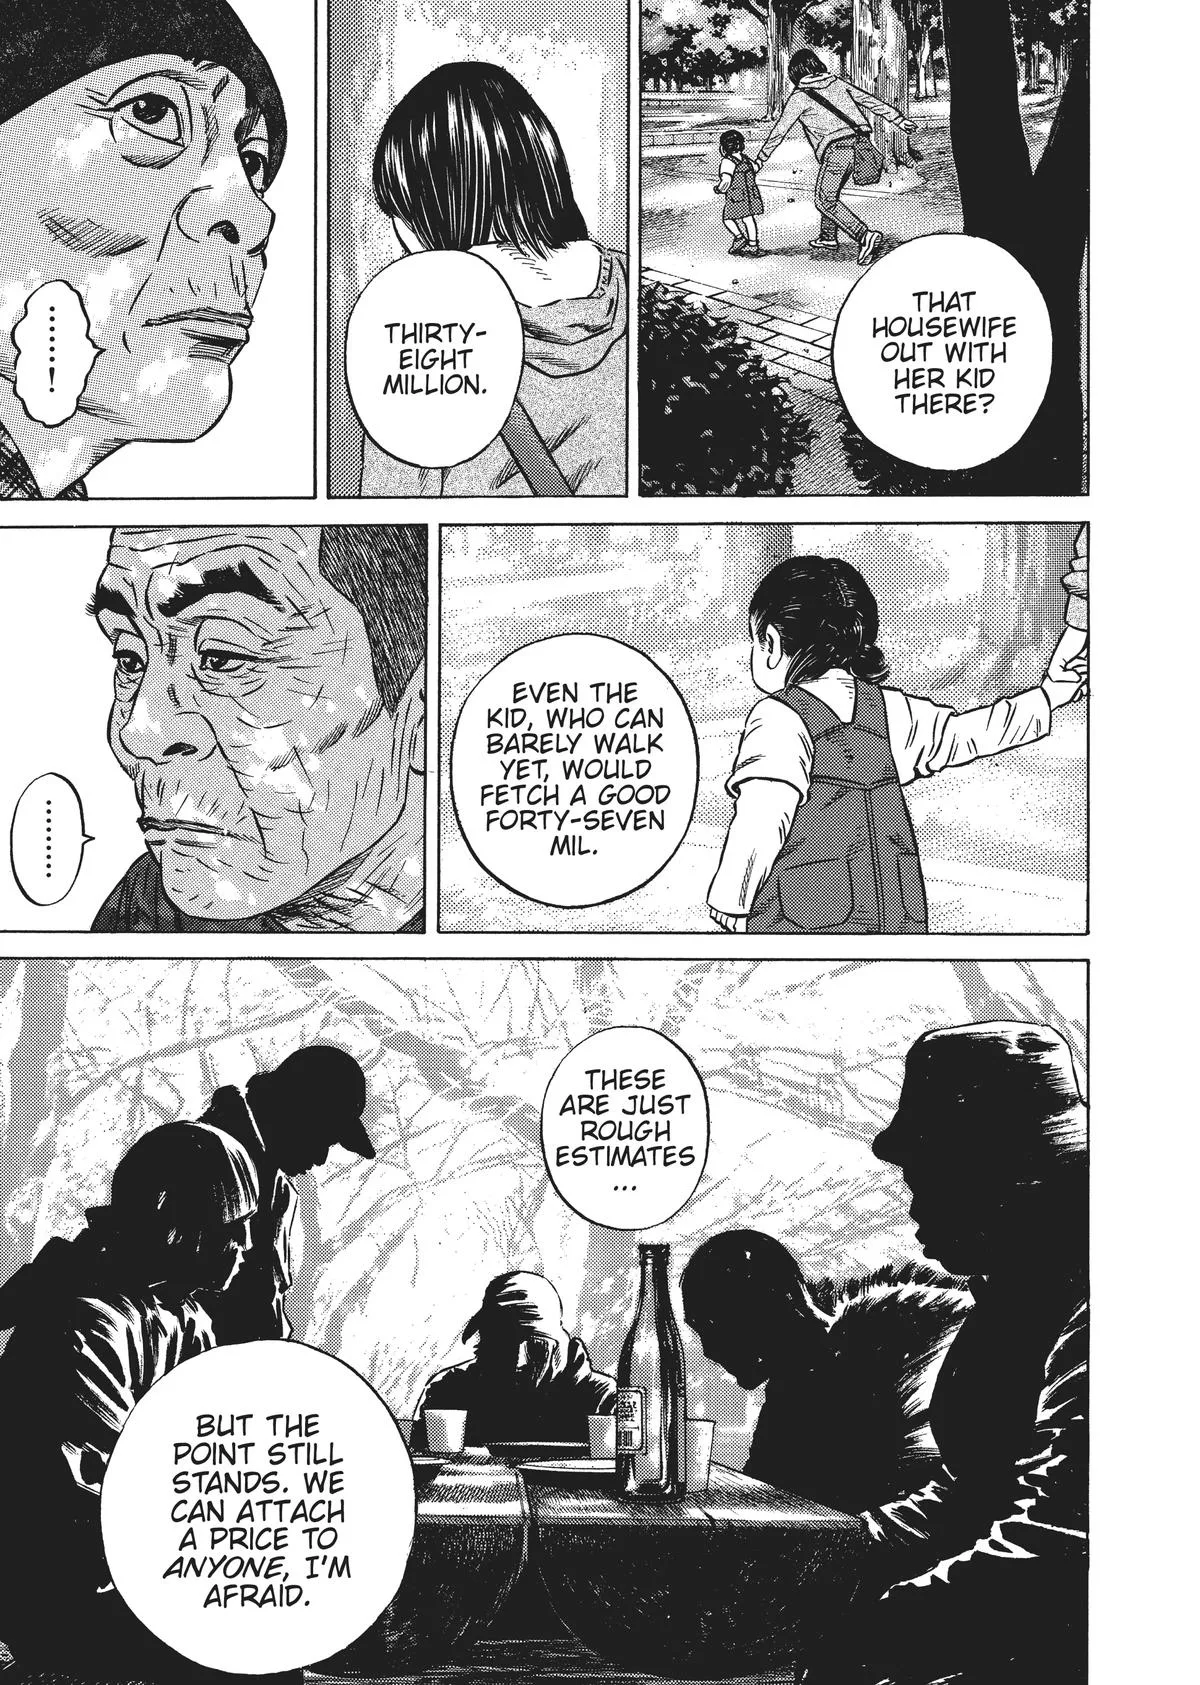 THAT
HOUSEWIFE
OUT WITH
HER KID
THERE?
THIRTY-
EIGHT
MILLION.
.........!
EVEN THE
KID, WHO CAN
BARELY WALK
YET, WOULD
FETCH A GOOD
FORTY-SEVEN
MIL.
.........
THESE
ARE JUST
ROUGH
ESTIMATES
...
BUT THE
POINT STILL
STANDS. WE
CAN ATTACH
A PRICE TO
ANYONE, I'M
AFRAID.